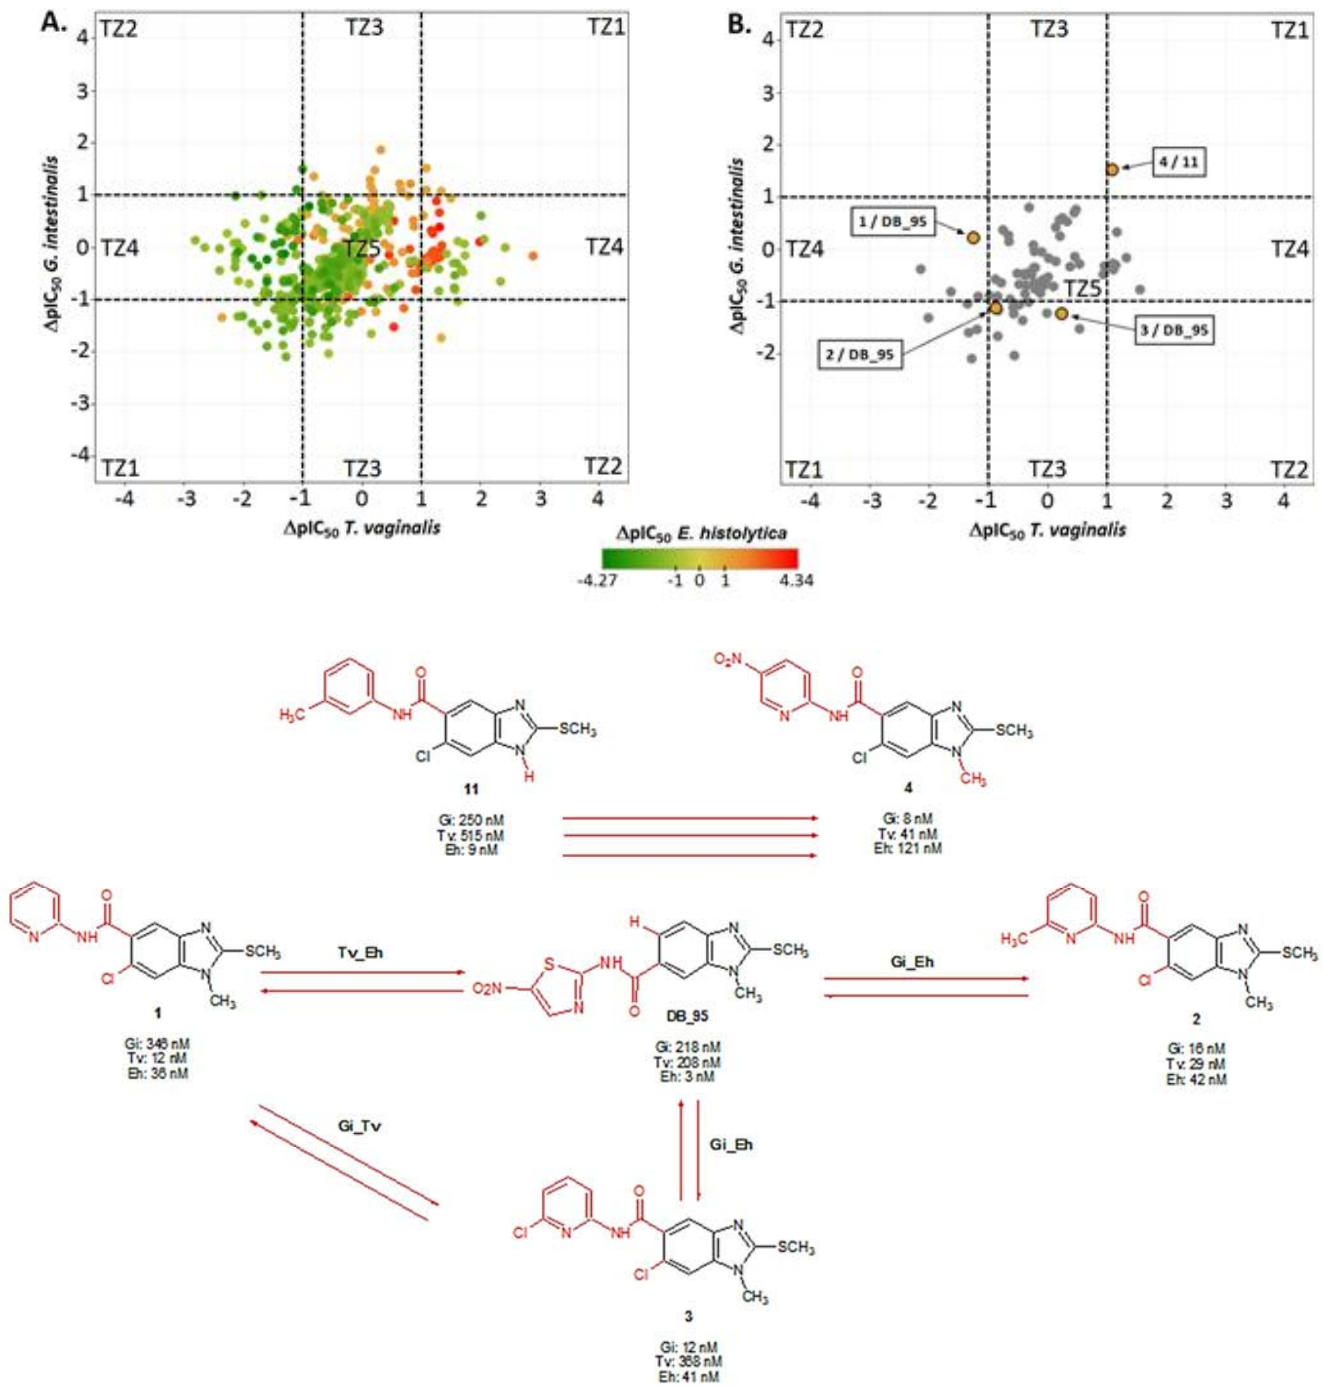 A.
TZ2 TZ3 TZ1
4
3
2
1
0
-1
-2
-3
-4
ΔpIC50 G. intestinalis
TZ4 TZ5 TZ4
TZ1 TZ3 TZ2
-4 -3 -2 -1 0 1 2 3 4
ΔpIC50 T. vaginalis
B.
TZ2 TZ3 TZ1
4
3
2
1
0
-1
-2
ΔpIC50 G. intestinalis
4 / 11
1 / DB_95
TZ4 TZ4
TZ5
2 / DB_95
3 / DB_95
TZ1 TZ3 TZ2
-4 -3 -2 -1 0 1 2 3 4
ΔpIC50 T. vaginalis
ΔpIC50 E. histolytica
-4.27 -1 0 1 4.34
H3C
NH
O
Cl
N
N
H
SCH3
11
Gi: 250 nM
Tv: 515 nM
Eh: 9 nM
O2N
N
NH
O
Cl
N
N
CH3
SCH3
4
Gi: 8 nM
Tv: 41 nM
Eh: 121 nM
N
NH
O
Cl
N
N
CH3
SCH3
1
Gi: 346 nM
Tv: 12 nM
Eh: 36 nM
Tv_Eh
O2N
S
N
NH
O
H
N
N
CH3
SCH3
DB_95
Gi: 218 nM
Tv: 208 nM
Eh: 3 nM
Gi_Eh
H3C
N
NH
O
Cl
N
N
CH3
SCH3
2
Gi: 16 nM
Tv: 29 nM
Eh: 42 nM
Gi_Tv
Gi_Eh
Cl
N
NH
O
Cl
N
N
CH3
SCH3
3
Gi: 12 nM
Tv: 368 nM
Eh: 41 nM